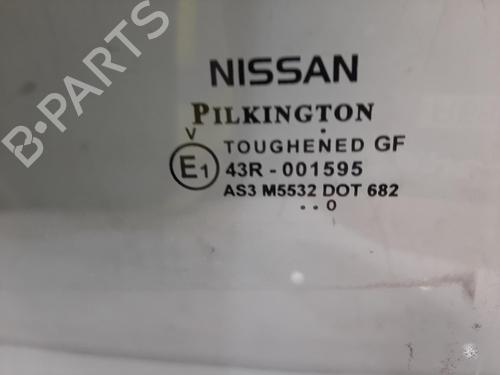 B-PARTS
NISSAN
PILKINGTON
V
TOUGHENED GF
E1 43R - 001595
AS3 M5532 DOT 682
. . 0